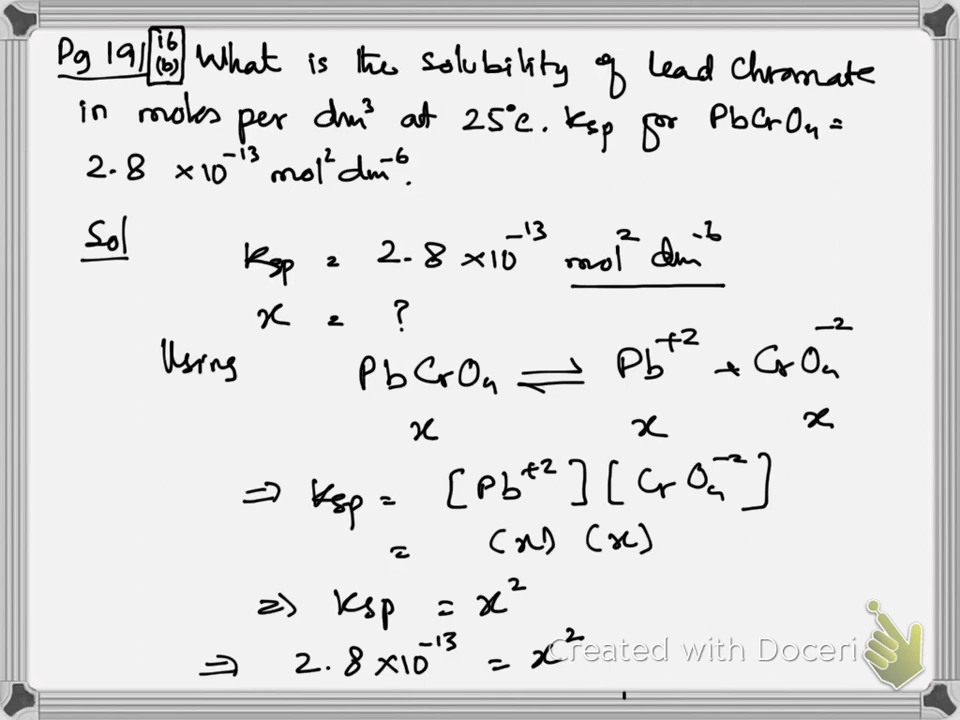 Pg 191 16 (b) What is the solubility of Lead Chromate
in moles per dm³ at 25°C. Ksp for PbCrO₄ =
2.8 ×10⁻¹³ mol² dm⁻⁶.
Sol
Ksp = 2.8 ×10⁻¹³ mol² dm⁻⁶
x = ?
Using PbCrO₄ ⇌ Pb⁺² + CrO₄⁻²
x x x
⇒ Ksp = [Pb⁺²] [CrO₄⁻²]
= (x) (x)
⇒ Ksp = x²
⇒ 2.8 ×10⁻¹³ = x²
Created with Doceri